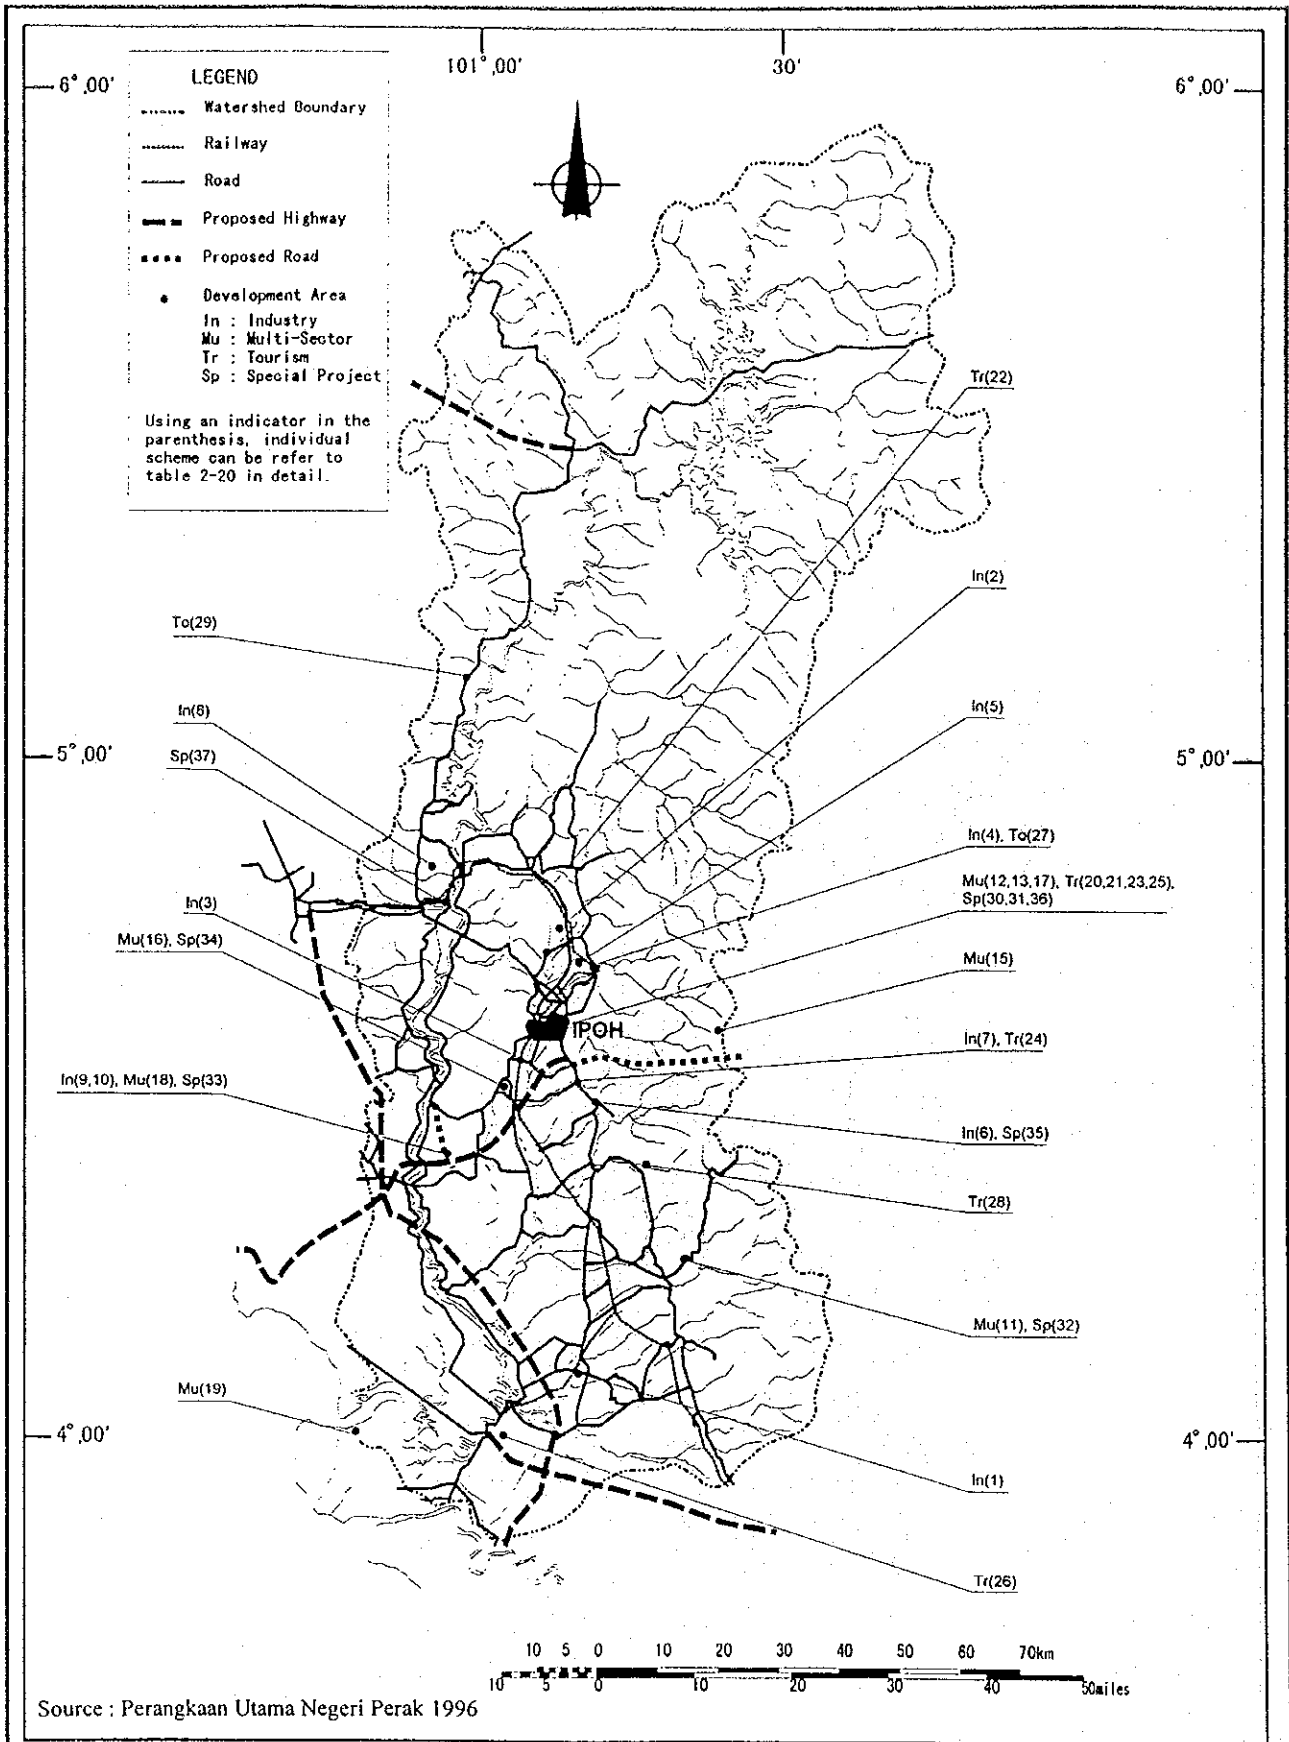 101°,00'
30'
6°,00'
6°,00'
LEGEND
Watershed Boundary
Railway
Road
Proposed Highway
Proposed Road
Development Area
In : Industry
Mu : Multi-Sector
Tr : Tourism
Sp : Special Project
Using an indicator in the
parenthesis, individual
scheme can be refer to
table 2-20 in detail.
Tr(22)
In(2)
To(29)
In(8)
In(5)
Sp(37)
5°,00'
5°,00'
In(4), To(27)
Mu(12,13,17), Tr(20,21,23,25),
Sp(30,31,36)
In(3)
Mu(16), Sp(34)
Mu(15)
IPOH
In(7), Tr(24)
In(9,10), Mu(18), Sp(33)
In(6), Sp(35)
Tr(28)
Mu(11), Sp(32)
Mu(19)
4°,00'
4°,00'
In(1)
Tr(26)
10 5 0 10 20 30 40 50 60 70km
10 5 0 10 20 30 40 50miles
Source : Perangkaan Utama Negeri Perak 1996